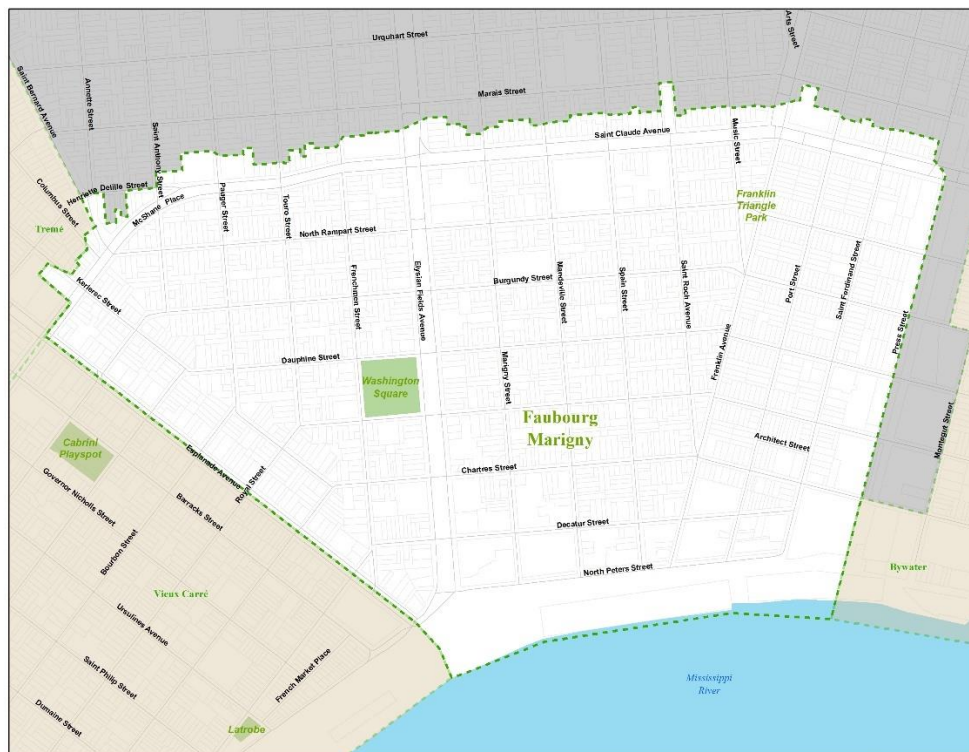 Urquhart Street
Arts Street
Saint Bernard Avenue
Annette Street
Marais Street
Saint Anthony Street
Saint Claude Avenue
Music Street
Henriette Delille Street
Columbus Street
McShane Place
Pauger Street
Touro Street
Franklin
Triangle
Park
Tremé
North Rampart Street
Kerlerec Street
Frenchmen Street
Elysian Fields Avenue
Burgundy Street
Mandeville Street
Spain Street
Saint Roch Avenue
Port Street
Saint Ferdinand Street
Press Street
Dauphine Street
Marigny Street
Franklin Avenue
Washington
Square
Montegut Street
Faubourg
Marigny
Cabrini
Playspot
Architect Street
Esplanade Avenue
Royal Street
Chartres Street
Governor Nicholls Street
Barracks Street
Decatur Street
Bourbon Street
North Peters Street
Bywater
Vieux Carré
Ursulines Avenue
Saint Philip Street
French Market Place
Mississippi
River
Dumaine Street
Latrobe